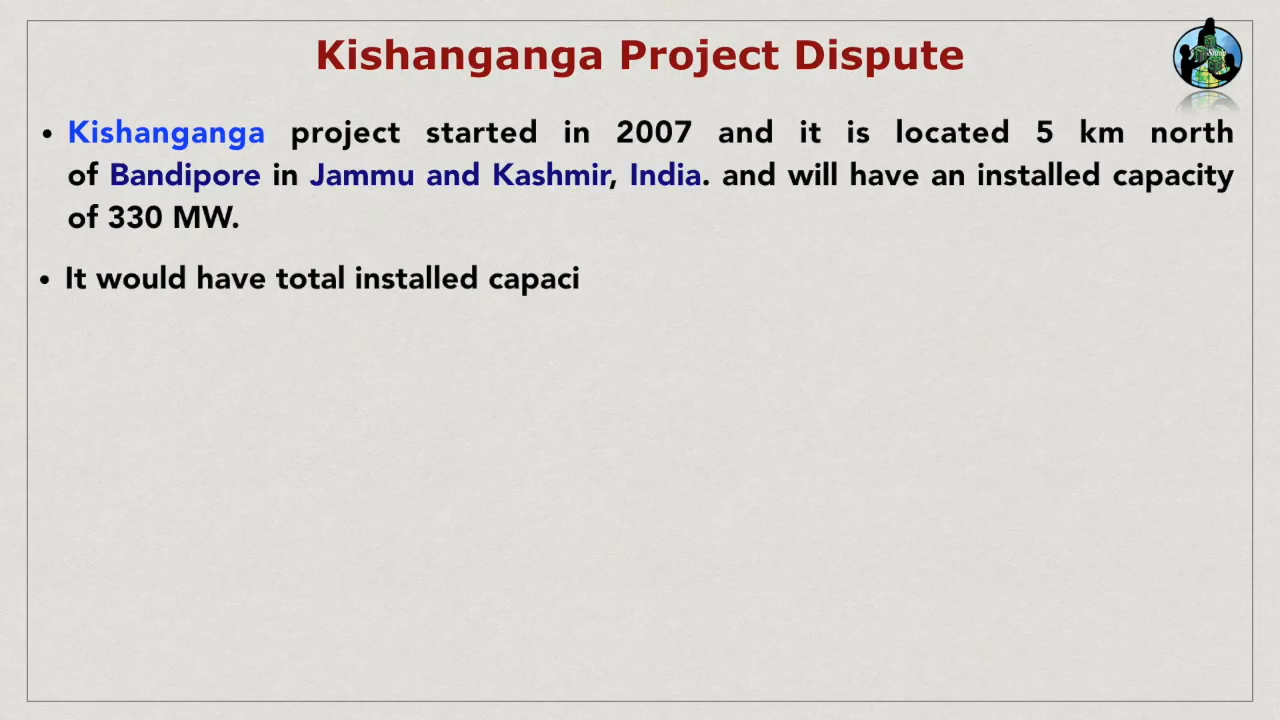 Kishanganga Project Dispute
• Kishanganga project started in 2007 and it is located 5 km north
of Bandipore in Jammu and Kashmir, India. and will have an installed capacity
of 330 MW.
• It would have total installed capaci